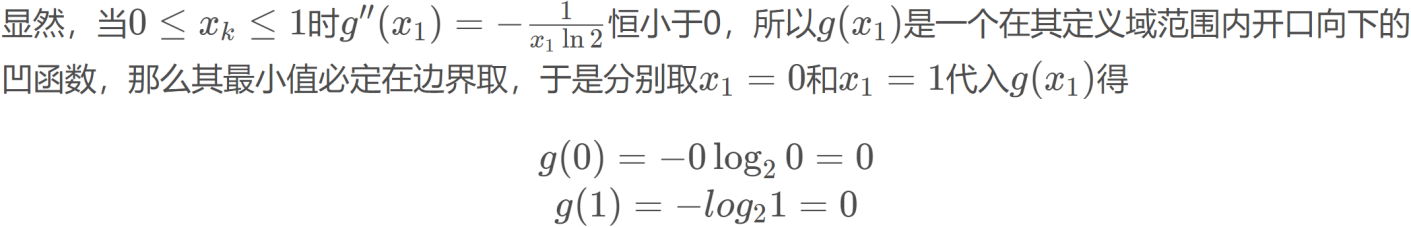 显然，当0 ≤ x_k ≤ 1时g''(x_1) = −\frac{1}{x_1 \ln 2}恒小于0，所以g(x_1)是一个在其定义域范围内开口向下的
凹函数，那么其最小值必定在边界取，于是分别取x_1 = 0和x_1 = 1代入g(x_1)得
g(0) = −0 log_2 0 = 0
g(1) = −log_2 1 = 0